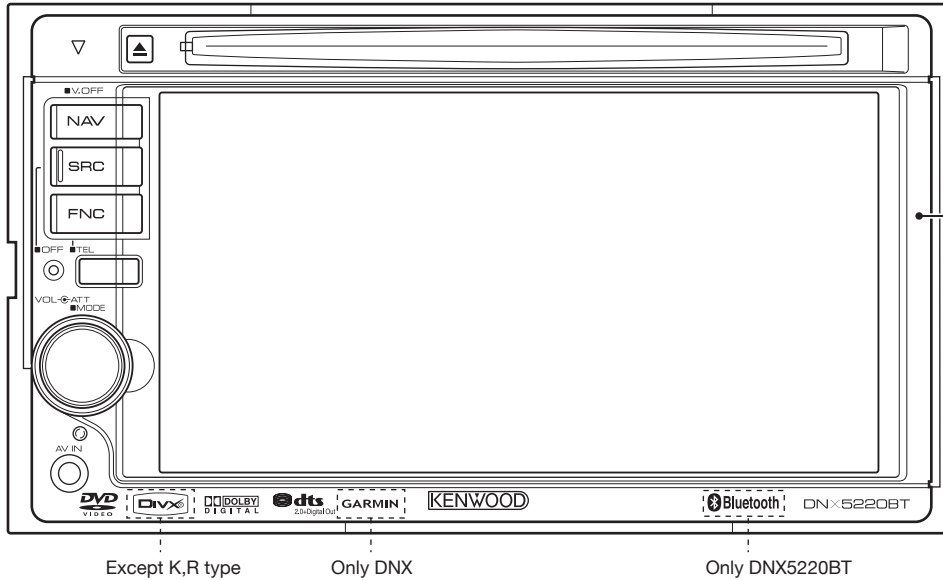 ■V.OFF
NAV
SRC
FNC
■OFF ■TEL
VOL ATT
■MODE
AV IN
DVD
VIDEO
DIVX
DOLBY
DIGITAL
dts
2.0+Digital Out
GARMIN
KENWOOD
Bluetooth
DNX5220BT
Except K,R type
Only DNX
Only DNX5220BT